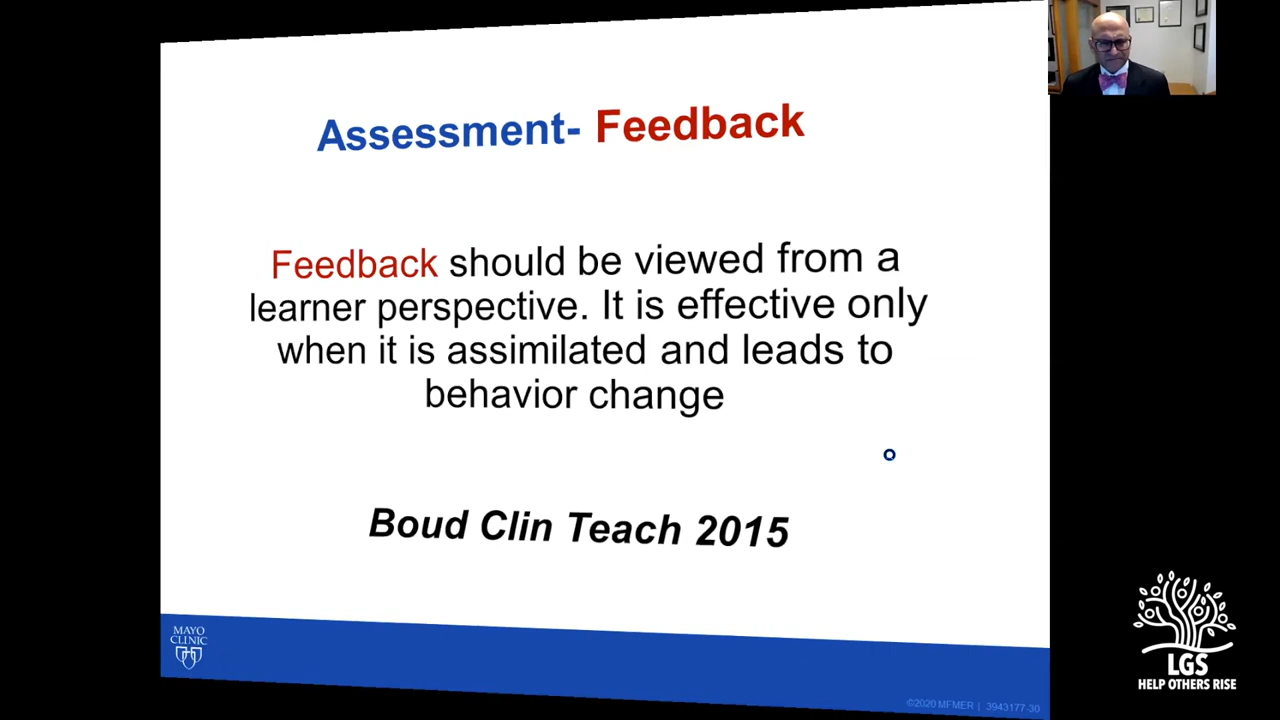 Assessment- Feedback
Feedback should be viewed from a
learner perspective. It is effective only
when it is assimilated and leads to
behavior change
Boud Clin Teach 2015
MAYO
CLINIC
©2020 MFMER | 3943177-30
LGS
HELP OTHERS RISE